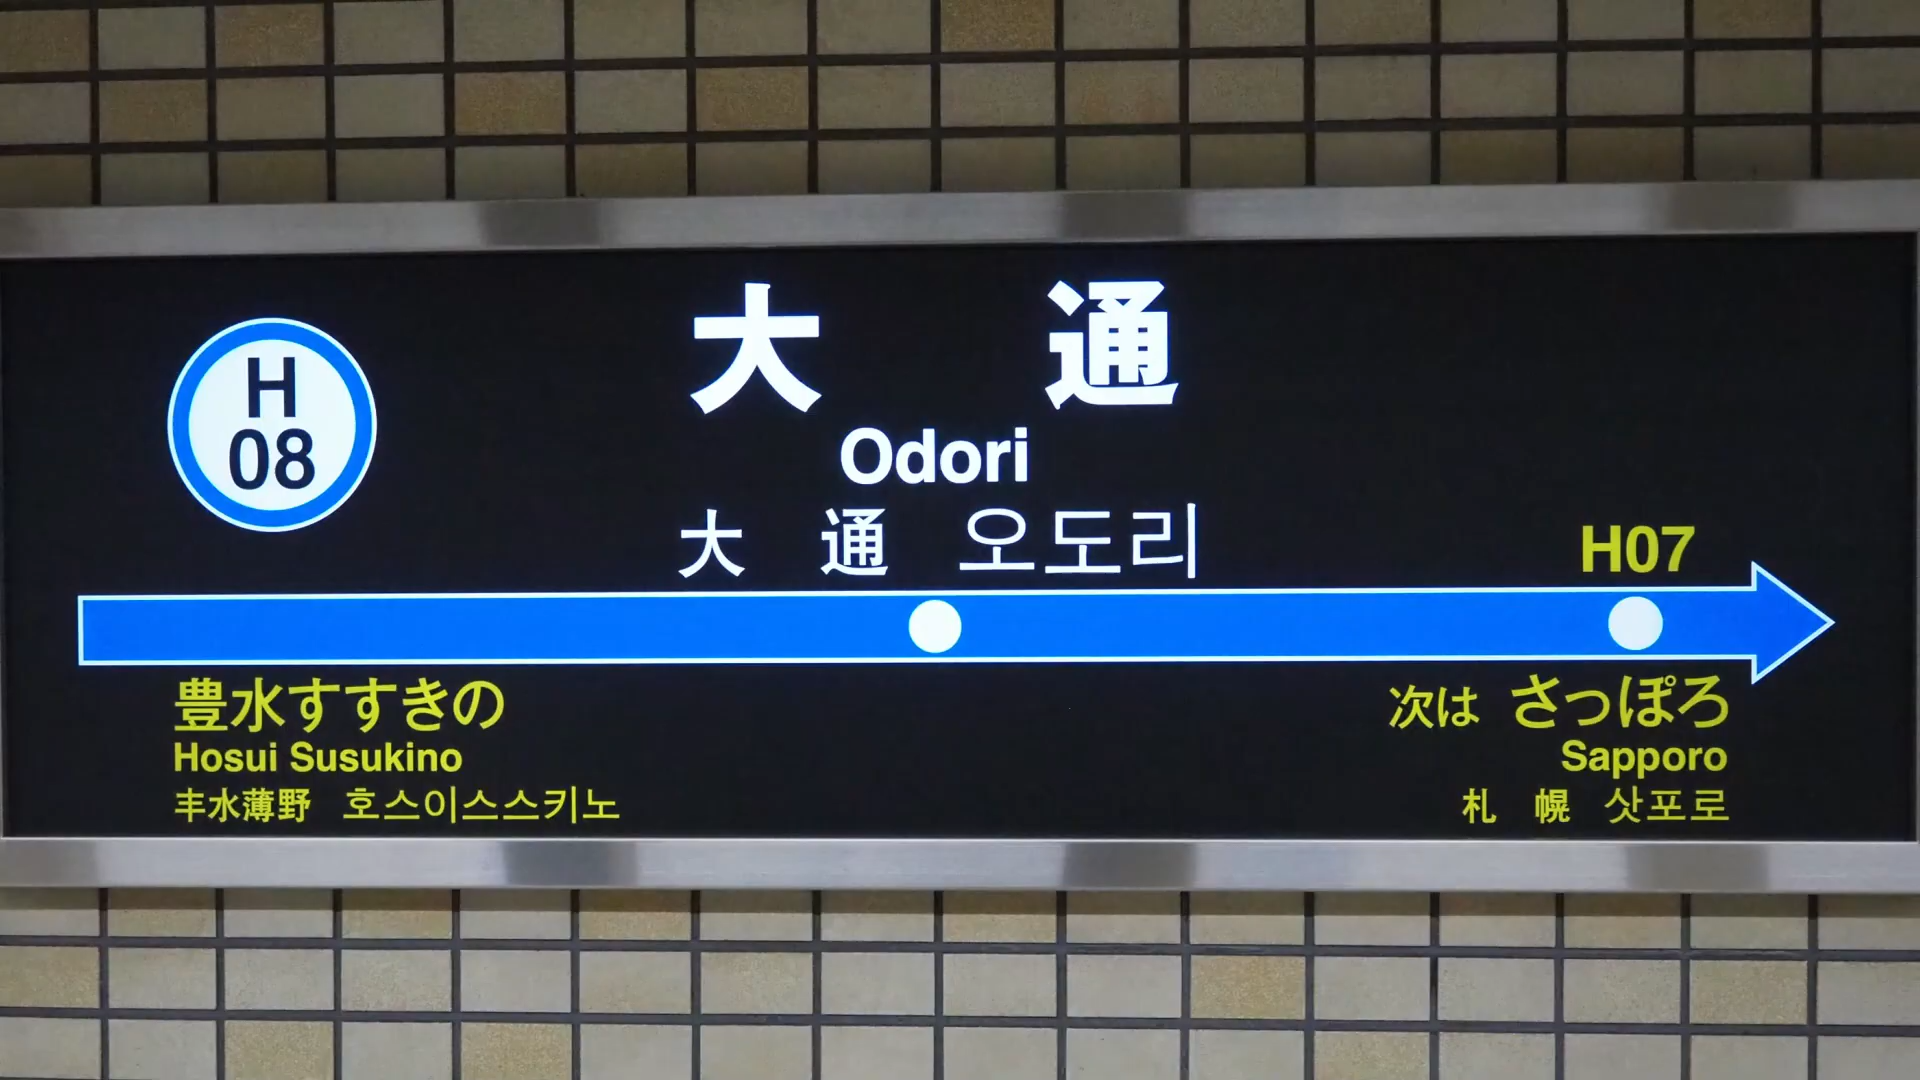 H
08
大 通
Odori
大 通 오도리
H07
豊水すすきの
Hosui Susukino
丰水薄野 호스이스스키노
次は さっぽろ
Sapporo
札 幌 삿포로